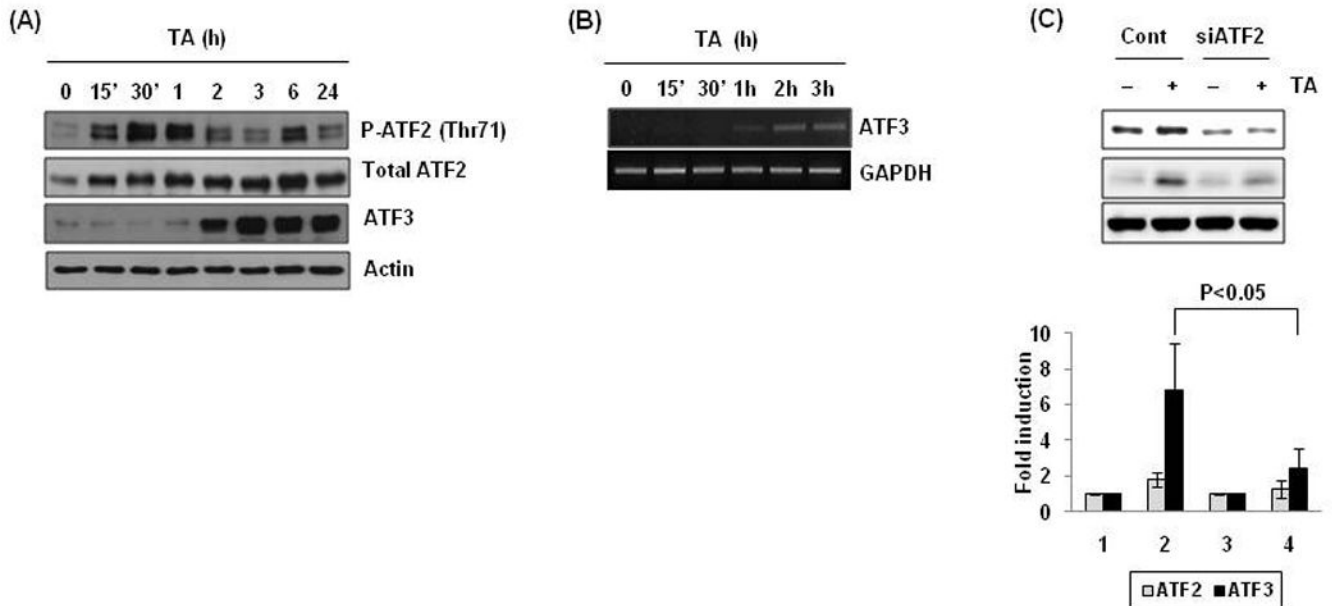 (A)
TA (h)
0 15’ 30’ 1 2 3 6 24
P-ATF2 (Thr71)
Total ATF2
ATF3
Actin
(B)
TA (h)
0 15’ 30’ 1h 2h 3h
ATF3
GAPDH
(C)
Cont siATF2
– + – + TA
P<0.05
Fold induction
10
8
6
4
2
0
1 2 3 4
ATF2 ATF3